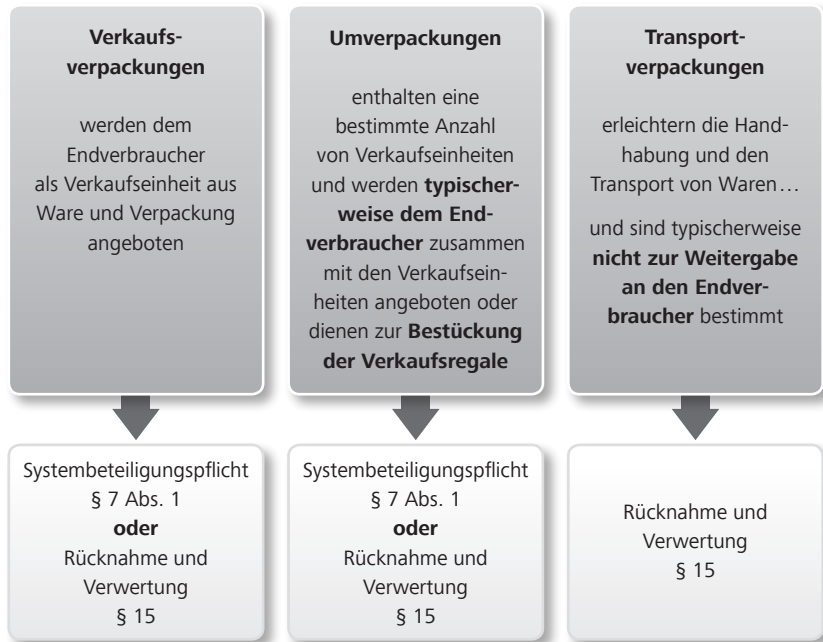 Verkaufs-
verpackungen
werden dem
Endverbraucher
als Verkaufseinheit aus
Ware und Verpackung
angeboten
Umverpackungen
enthalten eine
bestimmte Anzahl
von Verkaufseinheiten
und werden typischer-
weise dem End-
verbraucher zusammen
mit den Verkaufsein-
heiten angeboten oder
dienen zur Bestückung
der Verkaufsregale
Transport-
verpackungen
erleichtern die Hand-
habung und den
Transport von Waren…
und sind typischerweise
nicht zur Weitergabe
an den Endver-
braucher bestimmt
Systembeteiligungspflicht
§ 7 Abs. 1
oder
Rücknahme und
Verwertung
§ 15
Systembeteiligungspflicht
§ 7 Abs. 1
oder
Rücknahme und
Verwertung
§ 15
Rücknahme und
Verwertung
§ 15